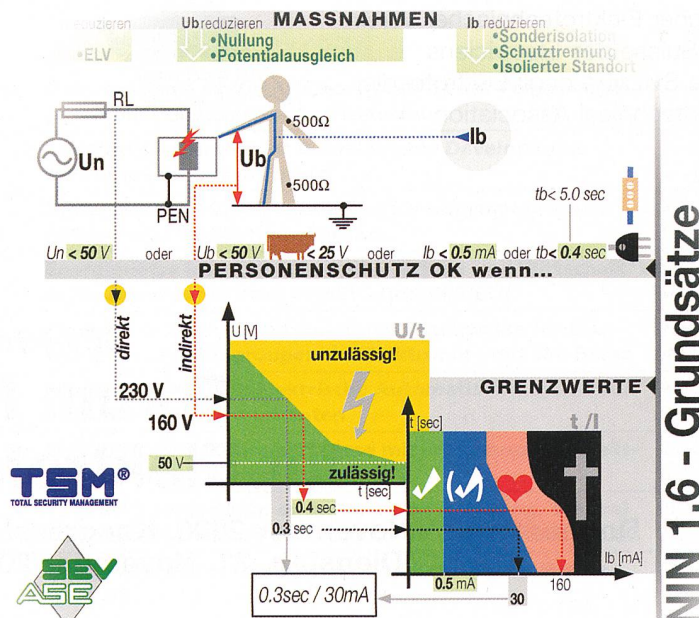 MASSNAHMEN
reduzieren
•ELV
Ub reduzieren
•Nullung
•Potentialausgleich
Ib reduzieren
•Sonderisolation
•Schutztrennung
•Isolierter Standort
RL
Un
PEN
Ub
•500Ω
•500Ω
Ib
tb< 5.0 sec
Un < 50 V oder Ub < 50 V < 25 V oder Ib < 0.5 mA oder tb< 0.4 sec
PERSONENSCHUTZ OK wenn...
direkt
indirekt
U [V]
U/t
unzulässig!
230 V
160 V
50 V
zulässig!
t [sec]
0.4 sec
0.3 sec
GRENZWERTE
t [sec]
t /I
Ib [mA]
0.5 mA
30
160
0.3sec / 30mA
TSM®
TOTAL SECURITY MANAGEMENT
SEV
ASE
NIN 1.6 - Grundsätze